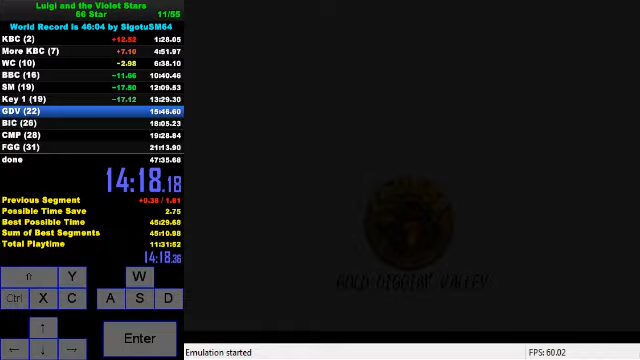 Luigi and the Violet Stars
66 Star 11/55
World Record is 46:04 by SigotuSM64
KBC (2) +12.52 1:28.05
More KBC (7) +7.10 4:51.97
WC (10) −2.98 6:38.10
BBC (16) −11.66 10:40.46
SM (19) −17.50 12:09.53
Key 1 (19) −17.12 13:29.30
GDV (22) 15:46.60
BIC (26) 18:05.23
CMP (28) 19:28.84
FGG (31) 21:13.90
done 47:35.68
14:18.18
Previous Segment +0.38 / 1.81
Possible Time Save 2.75
Best Possible Time 45:29.68
Sum of Best Segments 45:10.98
Total Playtime 11:31:52
14:18.36
⇑ Y W
Ctrl X C A S D
↑ Enter
← ↓ →
GOLD DIGGIN' VALLEY
Emulation started FPS: 60.02